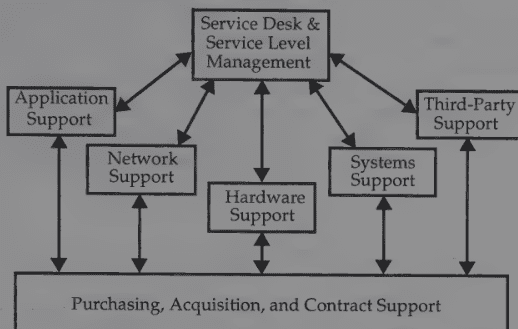 Service Desk &
Service Level
Management
Application
Support
Third-Party
Support
Network
Support
Systems
Support
Hardware
Support
Purchasing, Acquisition, and Contract Support